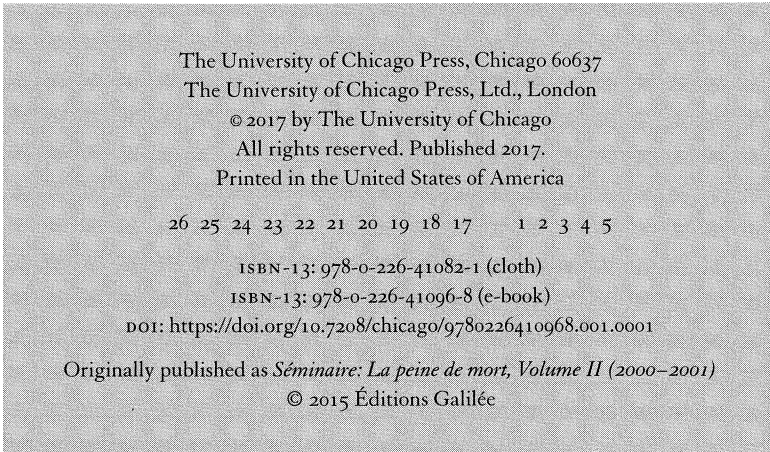 The University of Chicago Press, Chicago 60637
The University of Chicago Press, Ltd., London
© 2017 by The University of Chicago
All rights reserved. Published 2017.
Printed in the United States of America
26 25 24 23 22 21 20 19 18 17 1 2 3 4 5
ISBN-13: 978-0-226-41082-1 (cloth)
ISBN-13: 978-0-226-41096-8 (e-book)
DOI: https://doi.org/10.7208/chicago/9780226410968.001.0001
Originally published as Séminaire: La peine de mort, Volume II (2000–2001)
© 2015 Éditions Galilée